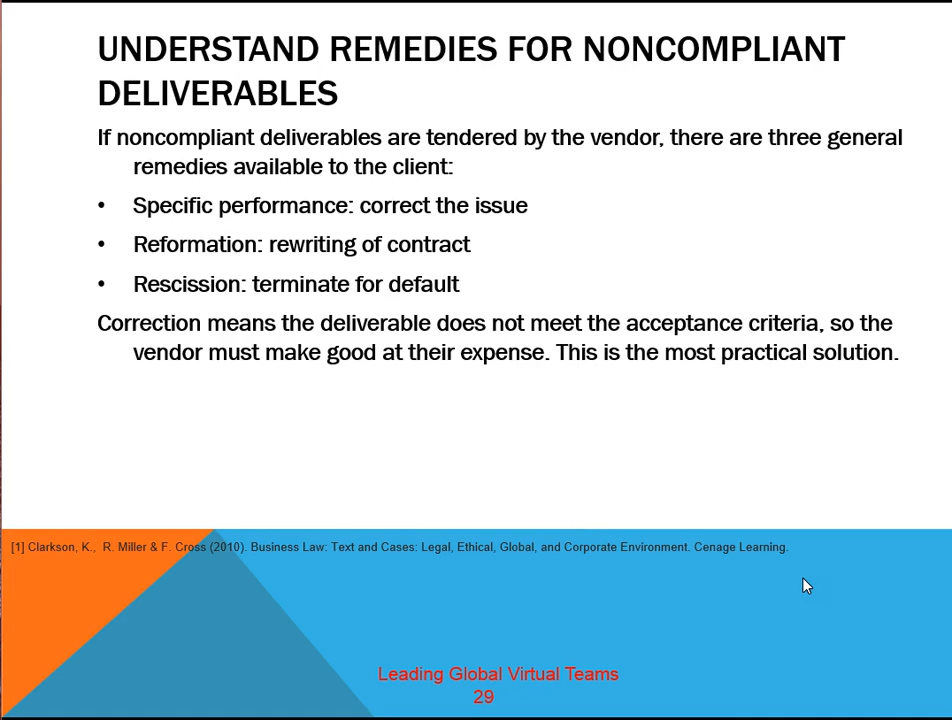 UNDERSTAND REMEDIES FOR NONCOMPLIANT
DELIVERABLES
If noncompliant deliverables are tendered by the vendor, there are three general
remedies available to the client:
• Specific performance: correct the issue
• Reformation: rewriting of contract
• Rescission: terminate for default
Correction means the deliverable does not meet the acceptance criteria, so the
vendor must make good at their expense. This is the most practical solution.
[1] Clarkson, K., R. Miller & F. Cross (2010). Business Law: Text and Cases: Legal, Ethical, Global, and Corporate Environment. Cenage Learning.
Leading Global Virtual Teams
29